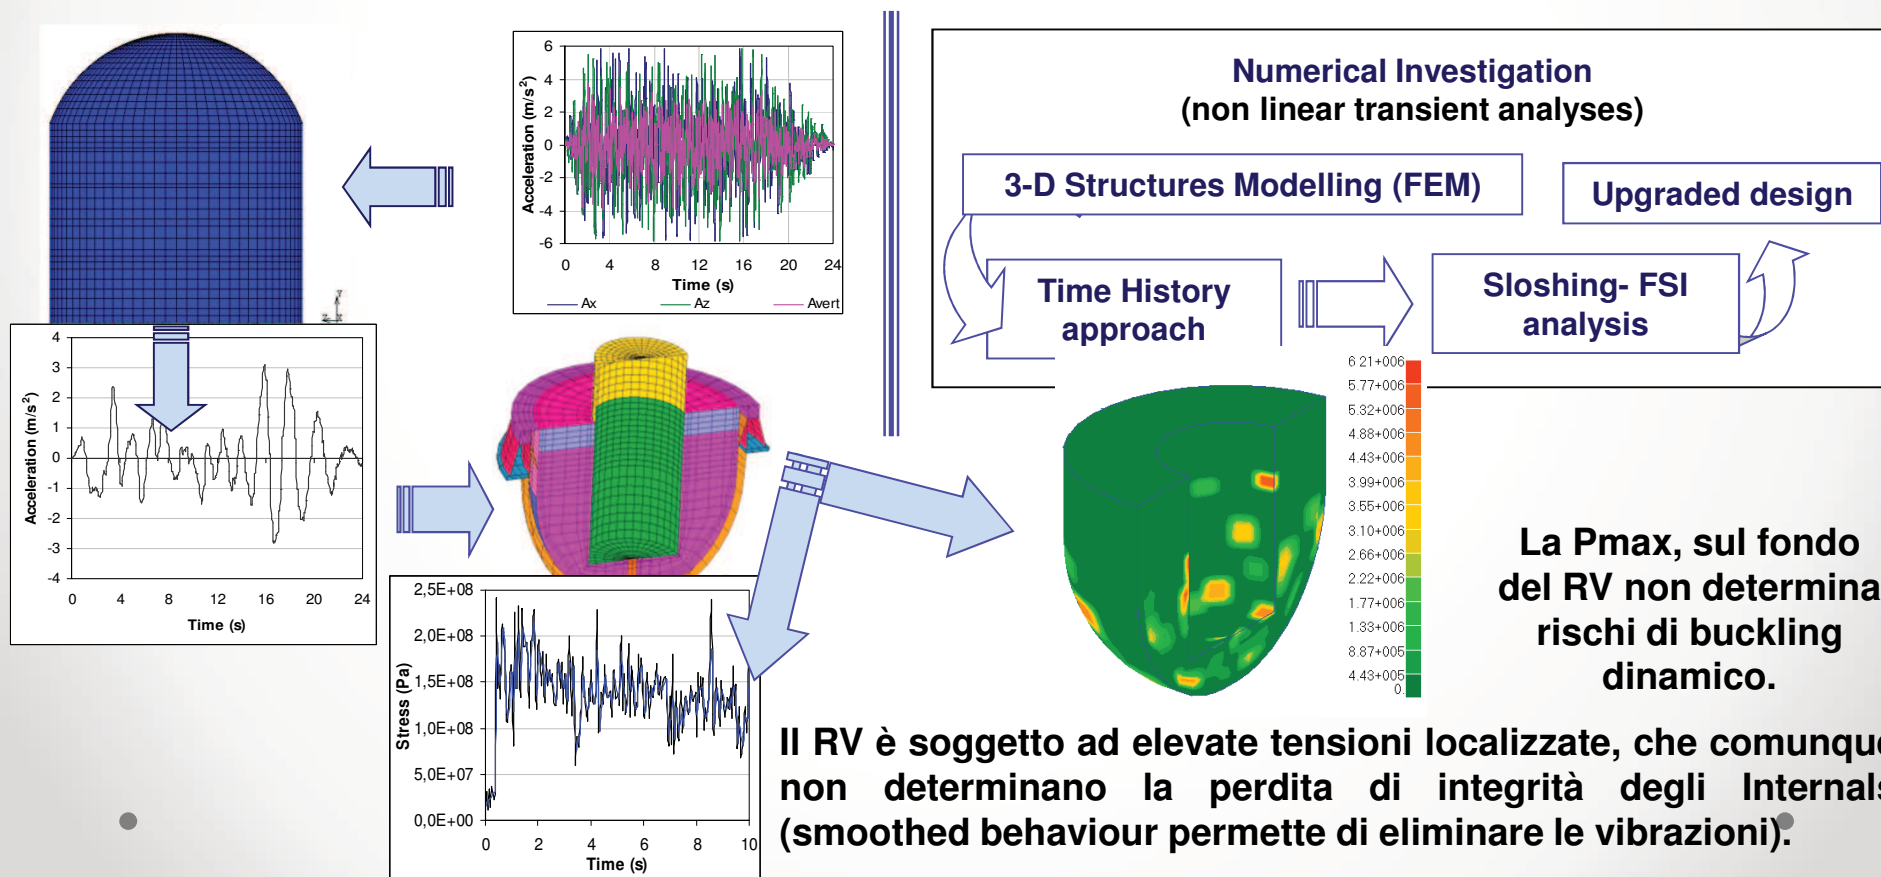 Acceleration (m/s²)
6
4
2
0
-2
-4
-6
0 4 8 12 16 20 24
Time (s)
Ax Az Avert
Numerical Investigation
(non linear transient analyses)
3-D Structures Modelling (FEM)
Upgraded design
Time History
approach
Sloshing- FSI
analysis
Acceleration (m/s²)
4
3
2
1
0
-1
-2
-3
-4
0 4 8 12 16 20 24
Time (s)
Stress (Pa)
2,5E+08
2,0E+08
1,5E+08
1,0E+08
5,0E+07
0,0E+00
0 2 4 6 8 10
Time (s)
6 21+006
5.77+006
5.32+006
4.88+006
4.43+006
3.99+006
3.55+006
3.10+006
2.66+006
2.22+006
1.77+006
1.33+006
8.87+005
4.43+005
0.
La Pmax, sul fondo
del RV non determina
rischi di buckling
dinamico.
Il RV è soggetto ad elevate tensioni localizzate, che comunque
non determinano la perdita di integrità degli Internals
(smoothed behaviour permette di eliminare le vibrazioni).